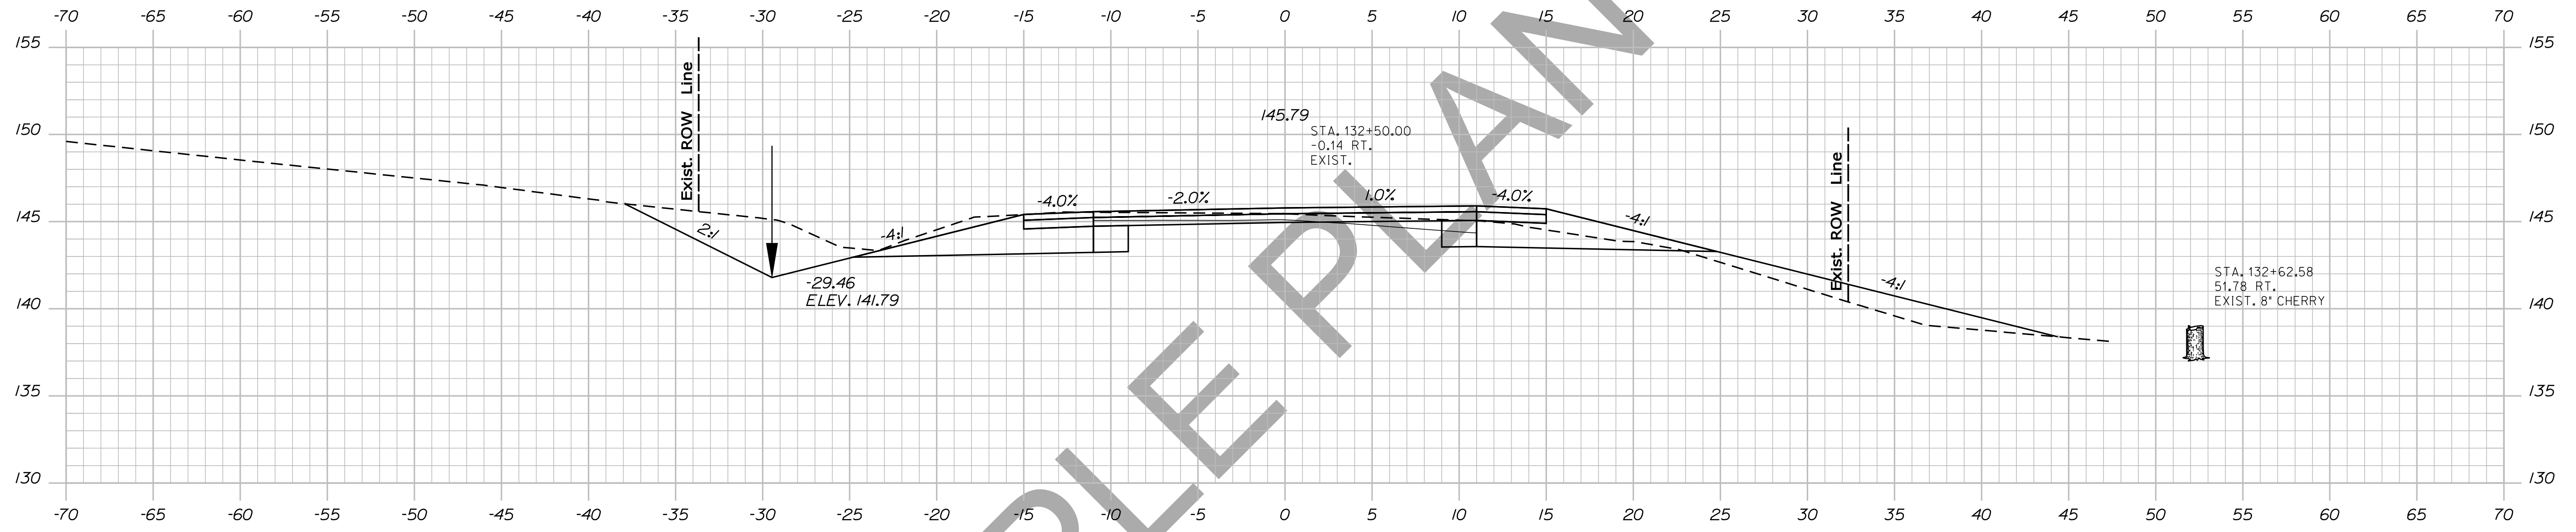 -70 -65 -60 -55 -50 -45 -40 -35 -30 -25 -20 -15 -10 -5 0 5 10 15 20 25 30 35 40 45 50 55 60 65 70
155 155
Exist. ROW Line
150 150
145.79
STA. 132+50.00
-0.14 RT.
EXIST.
Exist. ROW Line
-4.0% -2.0% 1.0% -4.0%
145 145
2:1 -4:1 -4:1
-29.46
ELEV. 141.79
-4:1
STA. 132+62.58
51.78 RT.
EXIST. 8" CHERRY
140 140
135 135
130 130
-70 -65 -60 -55 -50 -45 -40 -35 -30 -25 -20 -15 -10 -5 0 5 10 15 20 25 30 35 40 45 50 55 60 65 70
PLE PLAN